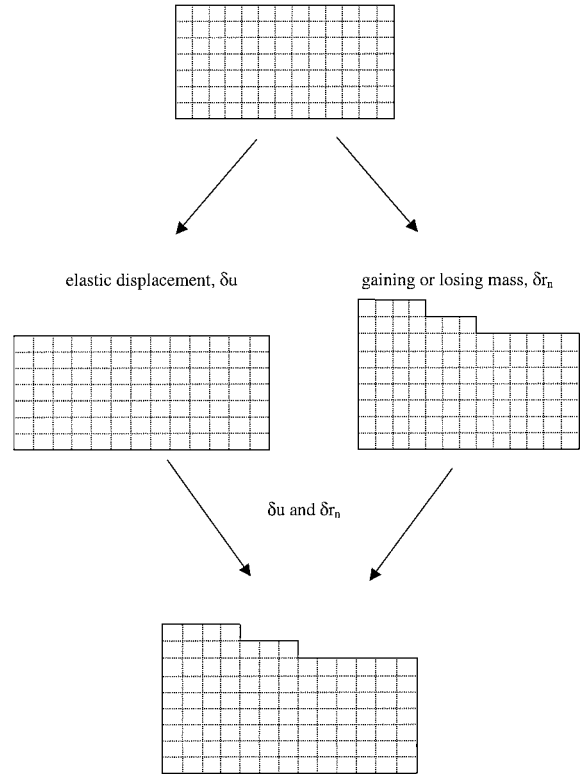 elastic displacement, δu
gaining or losing mass, δrₙ
δu and δrₙ